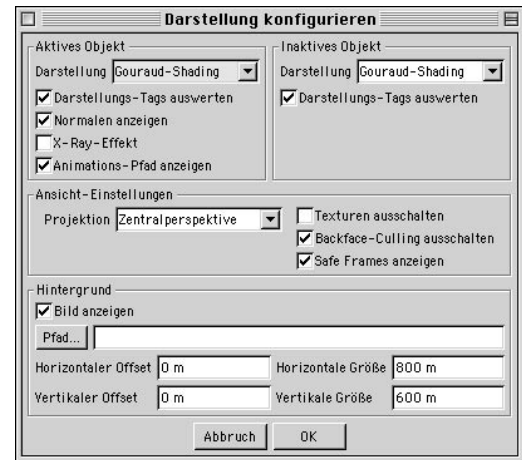 Darstellung konfigurieren
Aktives Objekt
Darstellung Gouraud-Shading
Darstellungs-Tags auswerten
Normalen anzeigen
X-Ray-Effekt
Animations-Pfad anzeigen
Inaktives Objekt
Darstellung Gouraud-Shading
Darstellungs-Tags auswerten
Ansicht-Einstellungen
Projektion Zentralperspektive
Texturen ausschalten
Backface-Culling ausschalten
Safe Frames anzeigen
Hintergrund
Bild anzeigen
Pfad...
Horizontaler Offset 0 m Horizontale Größe 800 m
Vertikaler Offset 0 m Vertikale Größe 600 m
Abbruch OK